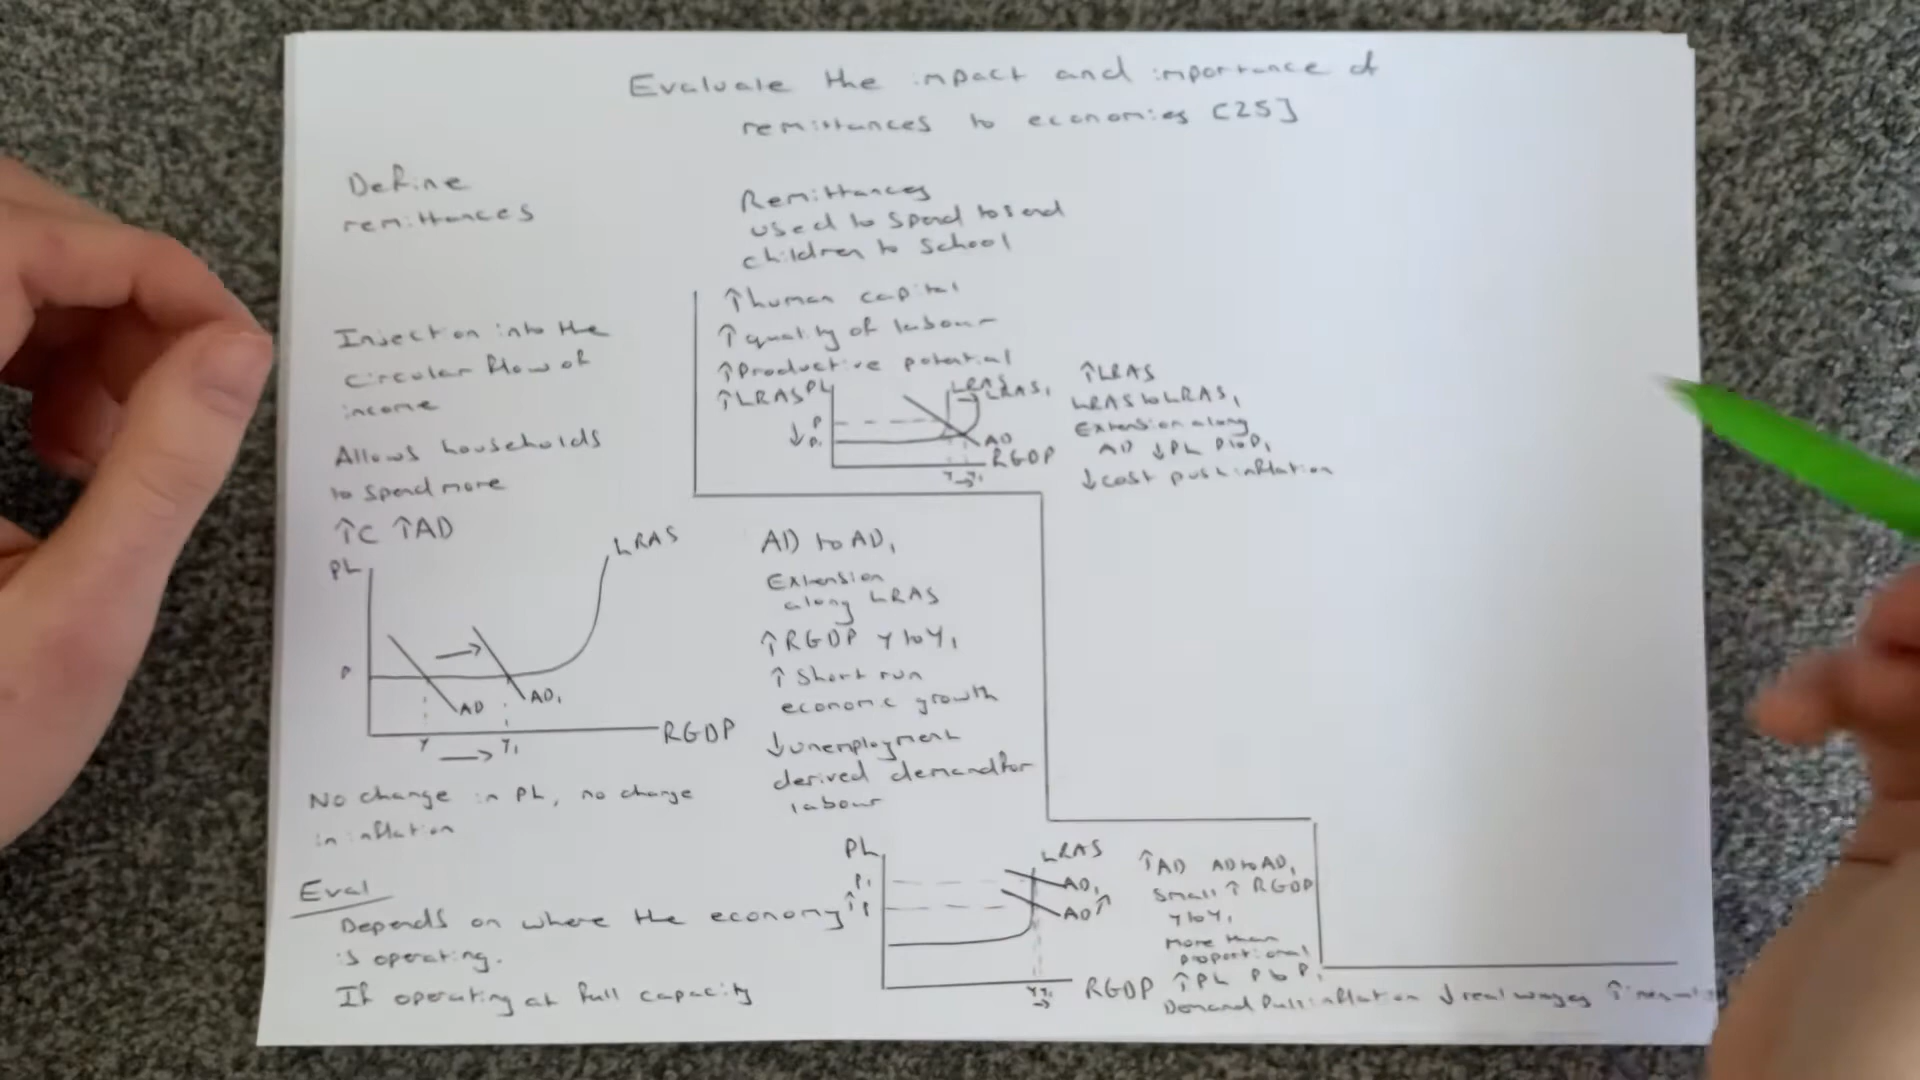 Evaluate the impact and importance of
remittances to economies [25]
Define
remittances
Injection into the
circular flow of
income
Allows households
to spend more
↑C ↑AD
PL
LRAS
P
AD
AD₁
Y
Y₁
RGDP
No change in PL, no change
in inflation
Remittances
used to spend to send
children to school
↑human capital
↑quality of labour
↑productive potential
↑LRAS
PL
LRAS
LRAS₁
P
↓P₁
AD
RGDP
Y
Y₁
↑LRAS
LRAS to LRAS₁
Extension along
AD ↓PL P to P₁
↓cost push inflation
AD to AD₁
Extension
along LRAS
↑RGDP Y to Y₁
↑Short run
economic growth
↓unemployment
derived demand for
labour
Eval
Depends on where the economy
is operating.
If operating at full capacity
PL
LRAS
P₁
↑P
AD₁
AD↑
Y Y₁
RGDP
↑AD AD to AD₁
Small ↑ RGDP
Y to Y₁
more than
proportional
↑PL P to P₁
Demand Pull inflation ↓real wages